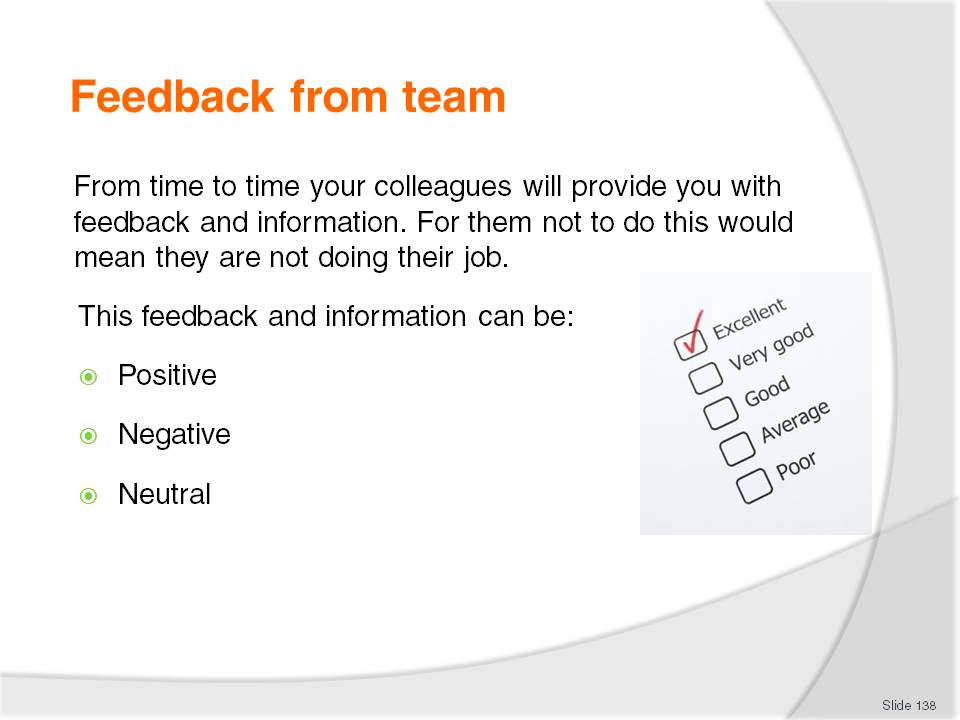 Feedback from team
From time to time your colleagues will provide you with
feedback and information. For them not to do this would
mean they are not doing their job.
This feedback and information can be:
Positive
Negative
Neutral
Excellent
Very good
Good
Average
Poor
Slide 138